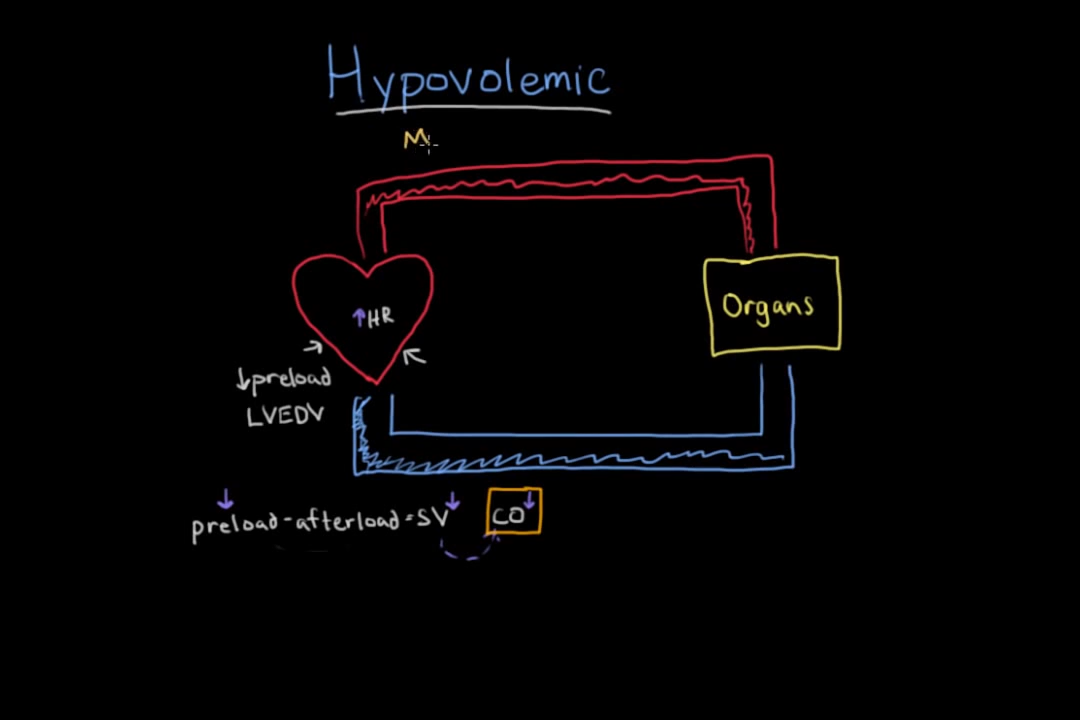 Hypovolemic
M
↑HR
Organs
↓preload
LVEDV
↓ ↓ ↓
preload-afterload=SV CO